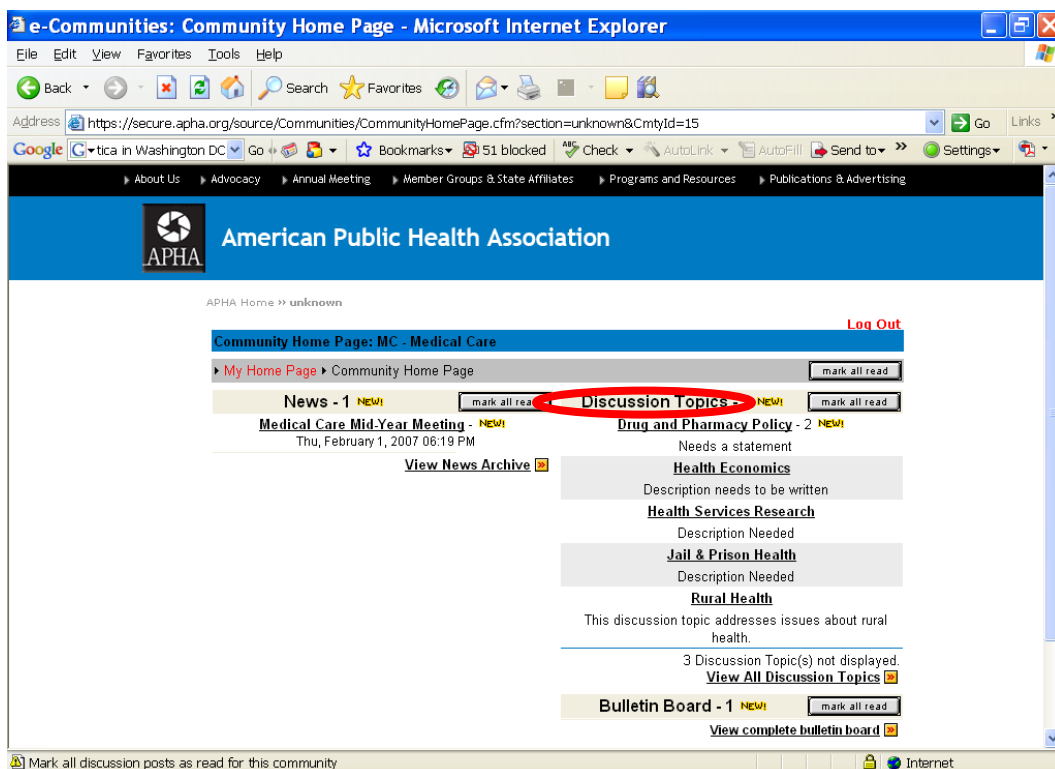 e-Communities: Community Home Page - Microsoft Internet Explorer
File Edit View Favorites Tools Help
Back Search Favorites
Address https://secure.apha.org/source/Communities/CommunityHomePage.cfm?section=unknown&CmtyId=15 Go Links
Google G tica in Washington DC Go Bookmarks 51 blocked ABC Check AutoLink AutoFill Send to Settings
About Us Advocacy Annual Meeting Member Groups & State Affiliates Programs and Resources Publications & Advertising
APHA American Public Health Association
APHA Home » unknown
Log Out
Community Home Page: MC - Medical Care
My Home Page Community Home Page mark all read
News - 1 NEW! mark all read Discussion Topics - NEW! mark all read
Medical Care Mid-Year Meeting - NEW! Drug and Pharmacy Policy - 2 NEW!
Thu, February 1, 2007 06:19 PM Needs a statement
View News Archive » Health Economics
Description needs to be written
Health Services Research
Description Needed
Jail & Prison Health
Description Needed
Rural Health
This discussion topic addresses issues about rural
health.
3 Discussion Topic(s) not displayed.
View All Discussion Topics »
Bulletin Board - 1 NEW! mark all read
View complete bulletin board »
Mark all discussion posts as read for this community Internet